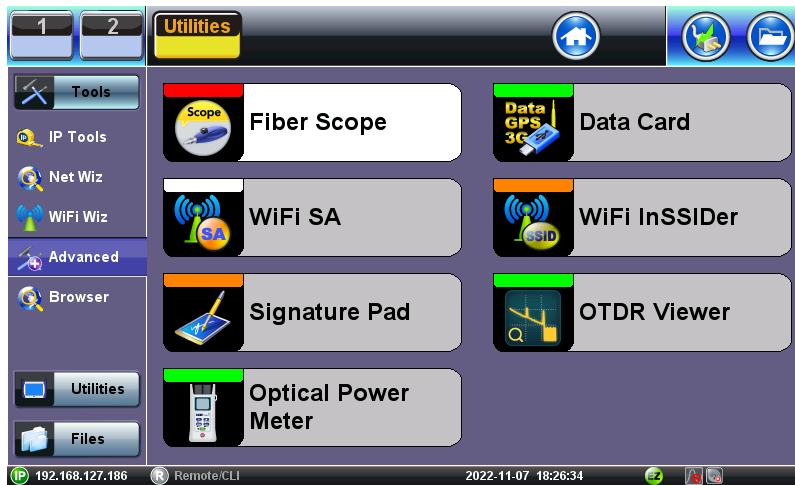 1
2
Utilities
Tools
IP Tools
Net Wiz
WiFi Wiz
Advanced
Browser
Utilities
Files
Scope
Fiber Scope
Data
GPS
3G
Data Card
SA
WiFi SA
SSID
WiFi InSSIDer
Signature Pad
OTDR Viewer
Optical Power
Meter
IP 192.168.127.186
R Remote/CLI
2022-11-07 18:26:34
EZ